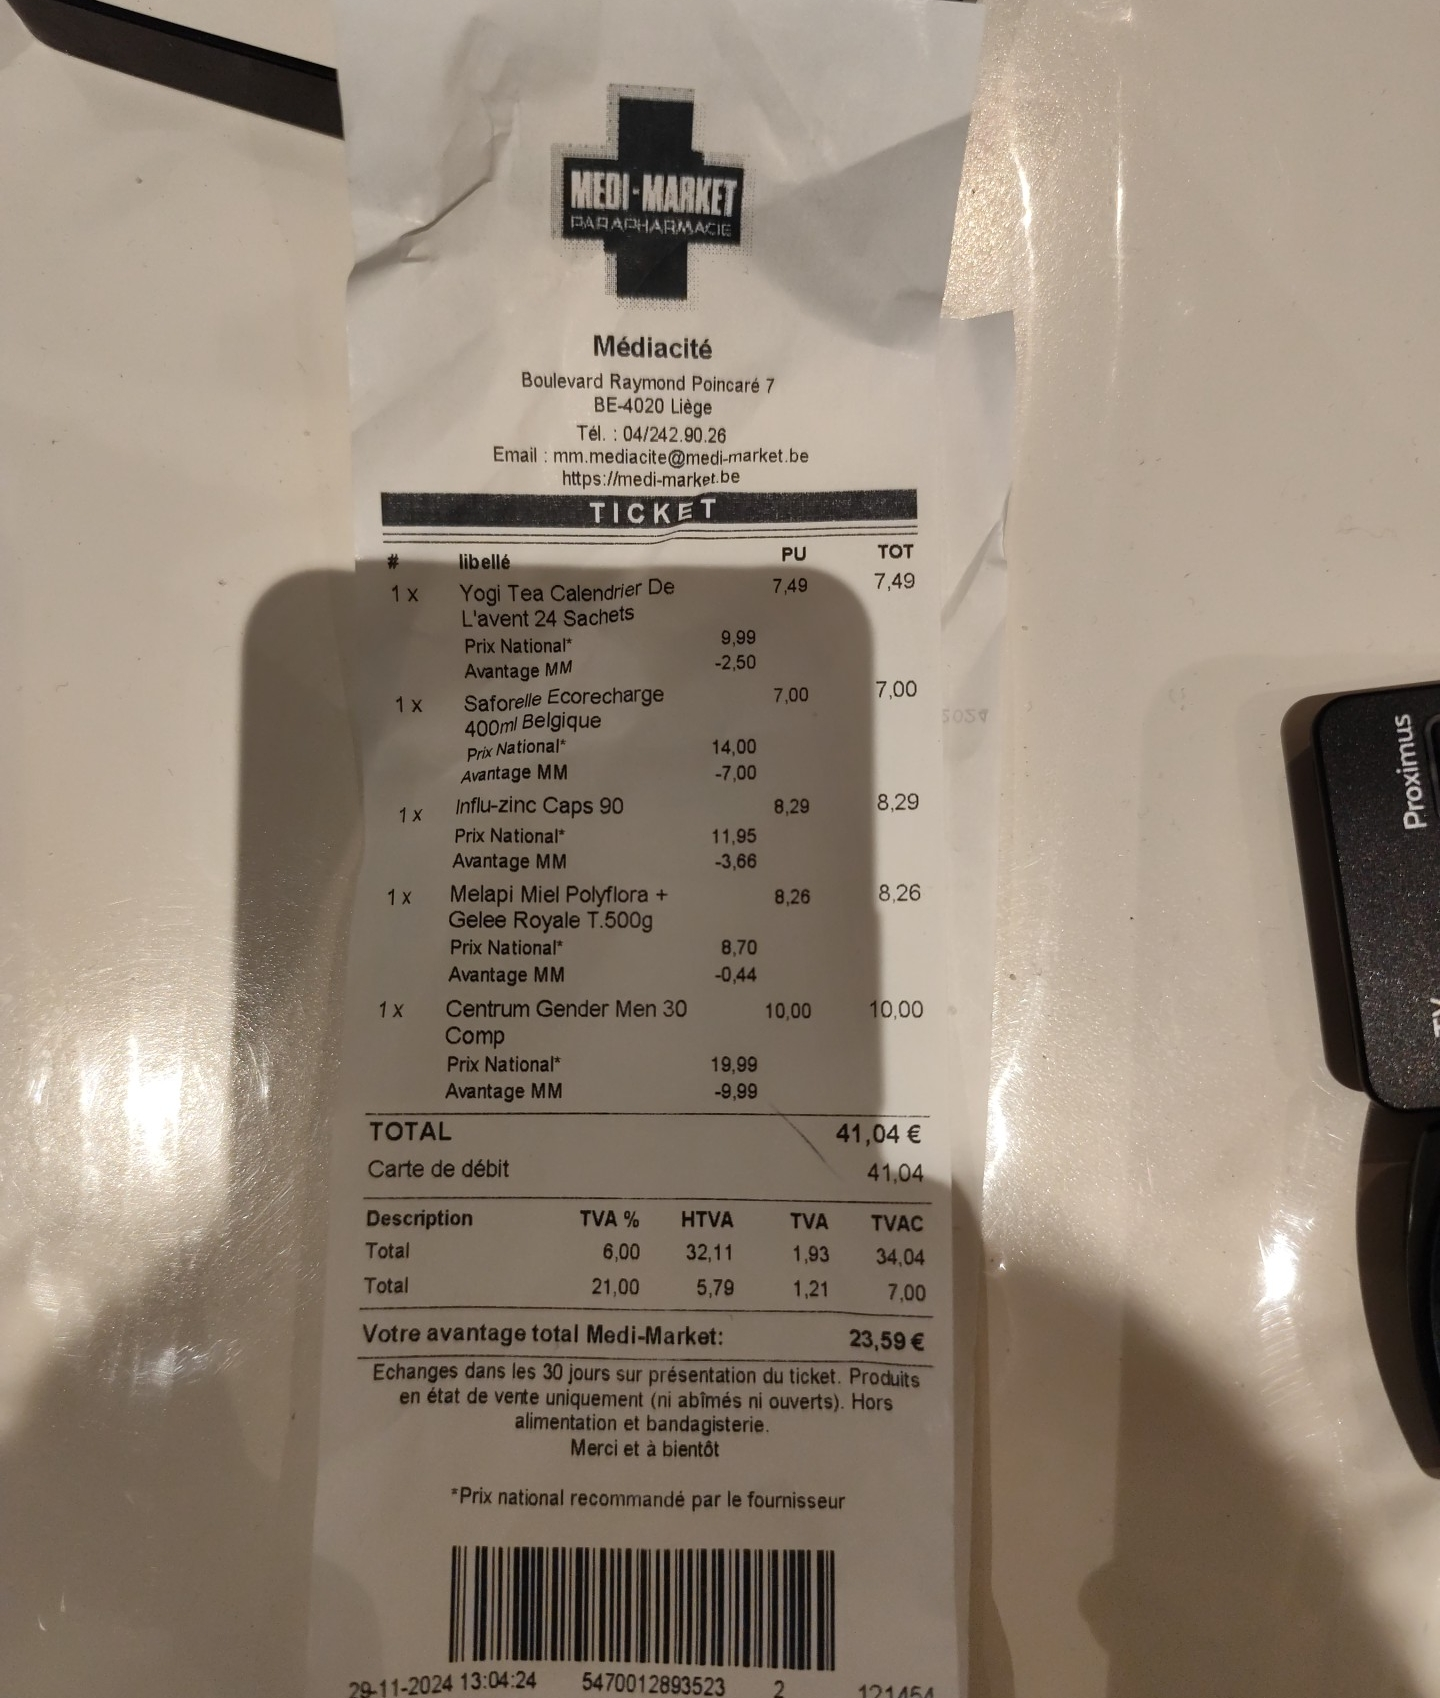 MEDI-MARKET
PARAPHARMACIE
Médiacité
Boulevard Raymond Poincaré 7
BE-4020 Liège
Tél. : 04/242.90.26
Email : mm.mediacite@medi-market.be
https://medi-market.be
TICKET
# libellé PU TOT
1 x Yogi Tea Calendrier De 7,49 7,49
L'avent 24 Sachets
Prix National* 9,99
Avantage MM -2,50
1 x Saforelle Ecorecharge 7,00 7,00
400ml Belgique
Prix National* 14,00
Avantage MM -7,00
1 x Influ-zinc Caps 90 8,29 8,29
Prix National* 11,95
Avantage MM -3,66
1 x Melapi Miel Polyflora + 8,26 8,26
Gelee Royale T.500g
Prix National* 8,70
Avantage MM -0,44
1 x Centrum Gender Men 30 10,00 10,00
Comp
Prix National* 19,99
Avantage MM -9,99
TOTAL 41,04 €
Carte de débit 41,04
Description TVA % HTVA TVA TVAC
Total 6,00 32,11 1,93 34,04
Total 21,00 5,79 1,21 7,00
Votre avantage total Medi-Market: 23,59 €
Echanges dans les 30 jours sur présentation du ticket. Produits
en état de vente uniquement (ni abîmés ni ouverts). Hors
alimentation et bandagisterie.
Merci et à bientôt
*Prix national recommandé par le fournisseur
29-11-2024 13:04:24 5470012893523 2 121454
Proximus
TV